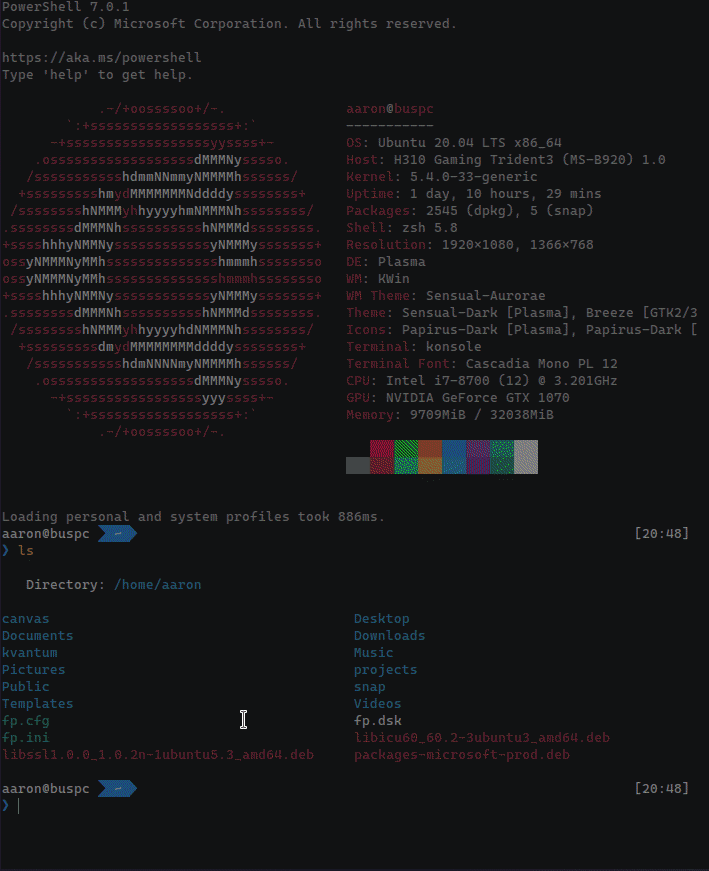 PowerShell 7.0.1
Copyright (c) Microsoft Corporation. All rights reserved.
https://aka.ms/powershell
Type 'help' to get help.
            .-/+oossssoo+/-.               aaron@buspc
        `:+ssssssssssssssssss+:`           -----------
      -+ssssssssssssssssssyyssss+-         OS: Ubuntu 20.04 LTS x86_64
    .ossssssssssssssssssdMMMNysssso.       Host: H310 Gaming Trident3 (MS-B920) 1.0
   /ssssssssssshdmmNNmmyNMMMMhssssss/      Kernel: 5.4.0-33-generic
  +ssssssssshmydMMMMMMMNddddyssssssss+     Uptime: 1 day, 10 hours, 29 mins
 /sssssssshNMMMyhhyyyyhmNMMMNhssssssss/    Packages: 2545 (dpkg), 5 (snap)
.ssssssssdMMMNhsssssssssshNMMMdssssssss.   Shell: zsh 5.8
+sssshhhyNMMNyssssssssssssyNMMMysssssss+   Resolution: 1920×1080, 1366×768
ossyNMMMNyMMhsssssssssssssshmmmhssssssso   DE: Plasma
ossyNMMMNyMMhsssssssssssssshmmmhssssssso   WM: KWin
+sssshhhyNMMNyssssssssssssyNMMMysssssss+   WM Theme: Sensual-Aurorae
.ssssssssdMMMNhsssssssssshNMMMdssssssss.   Theme: Sensual-Dark [Plasma], Breeze [GTK2/3
 /sssssssshNMMMyhhyyyyhdNMMMNhssssssss/    Icons: Papirus-Dark [Plasma], Papirus-Dark [
  +sssssssssdmydMMMMMMMMddddyssssssss+     Terminal: konsole
   /ssssssssssshdmNNNNmyNMMMMhssssss/      Terminal Font: Cascadia Mono PL 12
    .ossssssssssssssssssdMMMNysssso.       CPU: Intel i7-8700 (12) @ 3.201GHz
      -+sssssssssssssssssyyyssss+-         GPU: NVIDIA GeForce GTX 1070
        `:+ssssssssssssssssss+:`           Memory: 9709MiB / 32038MiB
            .-/+oossssoo+/-.
Loading personal and system profiles took 886ms.
aaron@buspc ~ [20:48]
❯ ls
Directory: /home/aaron
canvas Desktop
Documents Downloads
kvantum Music
Pictures projects
Public snap
Templates Videos
fp.cfg fp.dsk
fp.ini libicu60_60.2-3ubuntu3_amd64.deb
libssl1.0.0_1.0.2n-1ubuntu5.3_amd64.deb packages-microsoft-prod.deb
aaron@buspc ~ [20:48]
❯